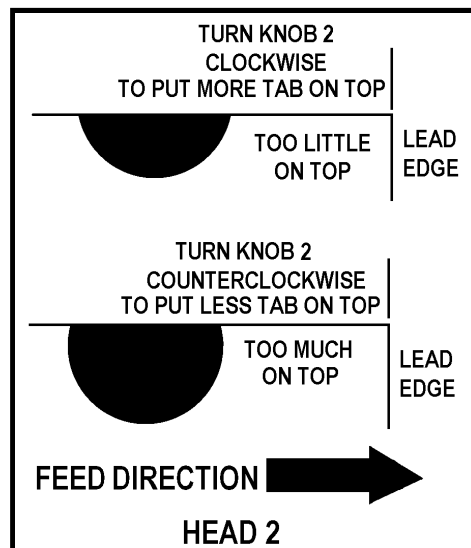 TURN KNOB 2
CLOCKWISE
TO PUT MORE TAB ON TOP
TOO LITTLE
ON TOP
LEAD
EDGE
TURN KNOB 2
COUNTERCLOCKWISE
TO PUT LESS TAB ON TOP
TOO MUCH
ON TOP
LEAD
EDGE
FEED DIRECTION
HEAD 2